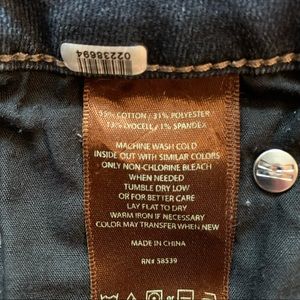 02238694
55% COTTON / 31% POLYESTER
13% LYOCELL / 1% SPANDEX
MACHINE WASH COLD
INSIDE OUT WITH SIMILAR COLORS
ONLY NON-CHLORINE BLEACH
WHEN NEEDED
TUMBLE DRY LOW
OR FOR BETTER CARE
LAY FLAT TO DRY
WARM IRON IF NECESSARY
COLOR MAY TRANSFER WHEN NEW
MADE IN CHINA
RN# 58539
or